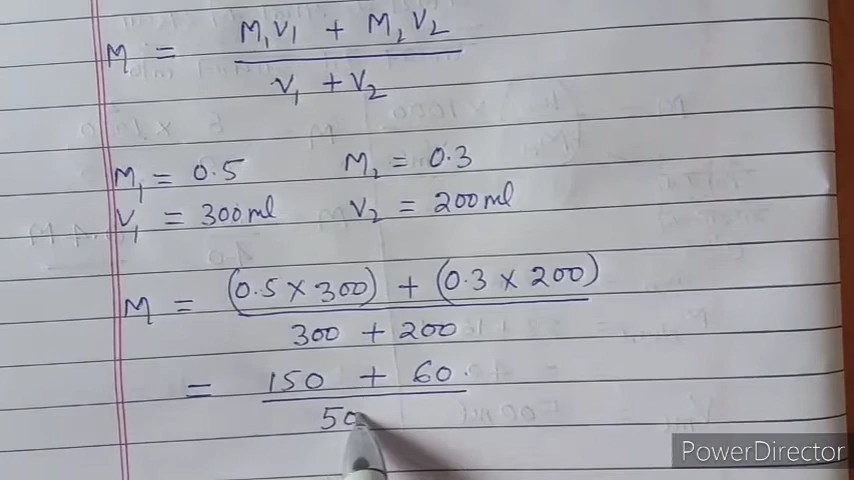 M = M₁V₁ + M₂V₂
V₁ + V₂
M₁ = 0.5 M₂ = 0.3
V₁ = 300ml V₂ = 200ml
M = (0.5 × 300) + (0.3 × 200)
300 + 200
= 150 + 60
50
PowerDirector